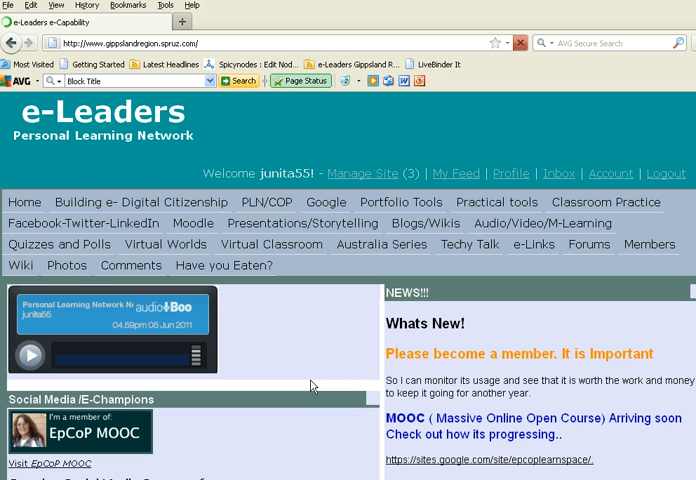 File Edit View History Bookmarks Tools Help
e-Leaders e-Capability
http://www.gippslandregion.spruz.com/
AVG Secure Search
Most Visited Getting Started Latest Headlines Spicynodes : Edit Nod... e-Leaders Gippsland R... LiveBinder It
AVG Block Title Search Page Status
e-Leaders
Personal Learning Network
Welcome junita55! - Manage Site (3) | My Feed | Profile | Inbox | Account | Logout
Home Building e- Digital Citizenship PLN/COP Google Portfolio Tools Practical tools Classroom Practice
Facebook-Twitter-LinkedIn Moodle Presentations/Storytelling Blogs/Wikis Audio/Video/M-Learning
Quizzes and Polls Virtual Worlds Virtual Classroom Australia Series Techy Talk e-Links Forums Members
Wiki Photos Comments Have you Eaten?
Personal Learning Network audioBoo
junita55
04:59pm 05 Jun 2011
Social Media /E-Champions
I'm a member of:
EpCoP MOOC
Visit EpCoP MOOC
NEWS!!!
Whats New!
Please become a member. It is Important
So I can monitor its usage and see that it is worth the work and money
to keep it going for another year.
MOOC ( Massive Online Open Course) Arriving soon
Check out how its progressing..
https://sites.google.com/site/epcoplearnspace/.